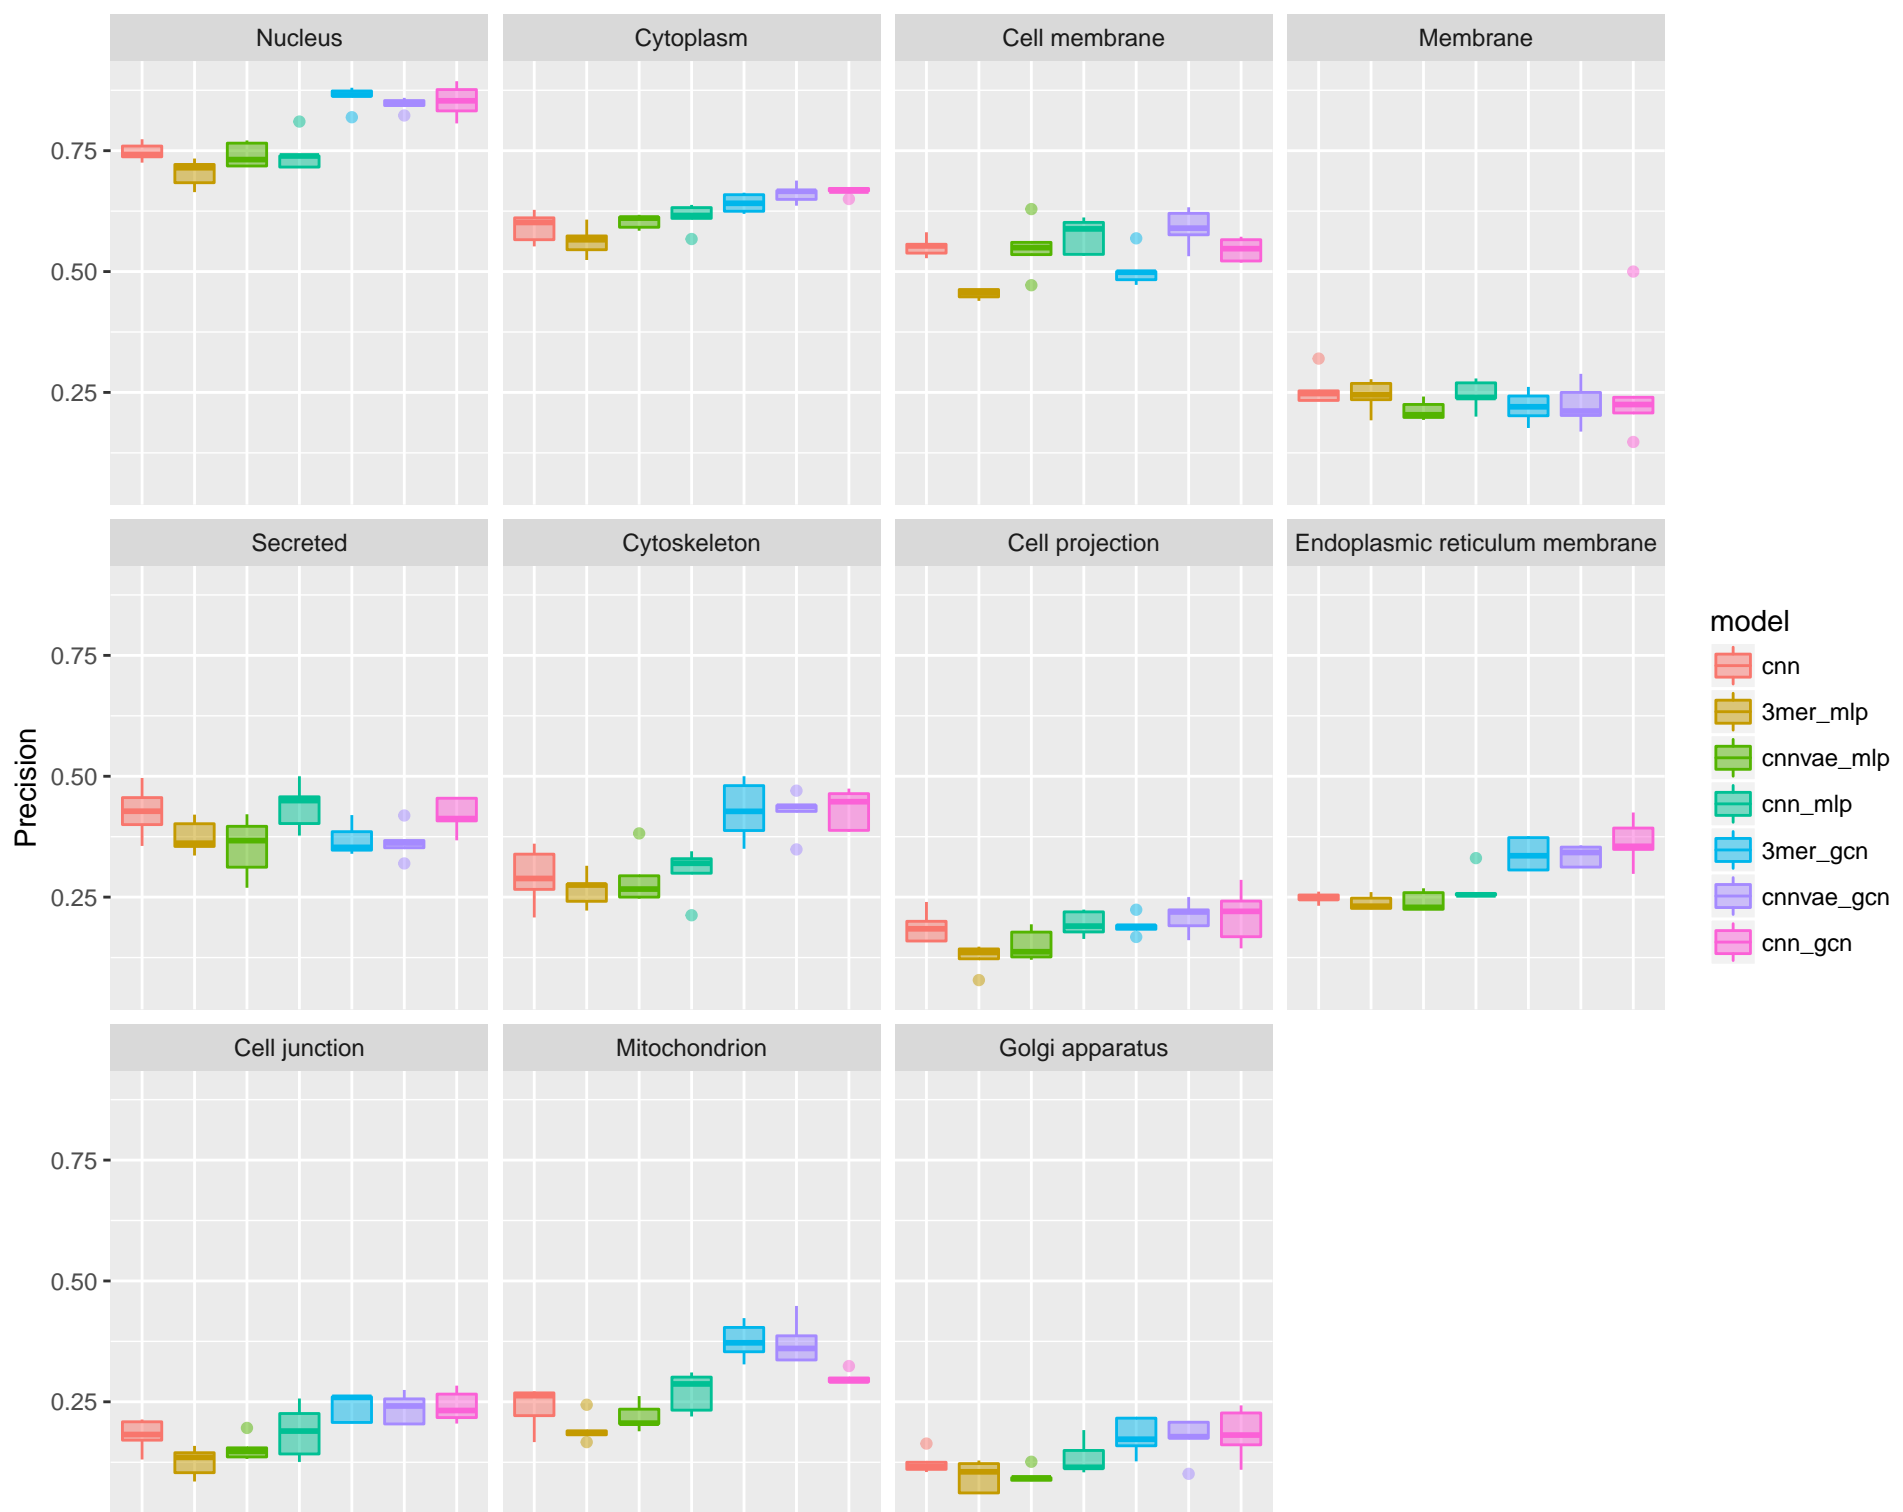 Nucleus
Cytoplasm
Cell membrane
Membrane
0.75
0.50
0.25
Secreted
Cytoskeleton
Cell projection
Endoplasmic reticulum membrane
0.75
0.50
0.25
Precision
Cell junction
Mitochondrion
Golgi apparatus
0.75
0.50
0.25
model
cnn
3mer_mlp
cnnvae_mlp
cnn_mlp
3mer_gcn
cnnvae_gcn
cnn_gcn